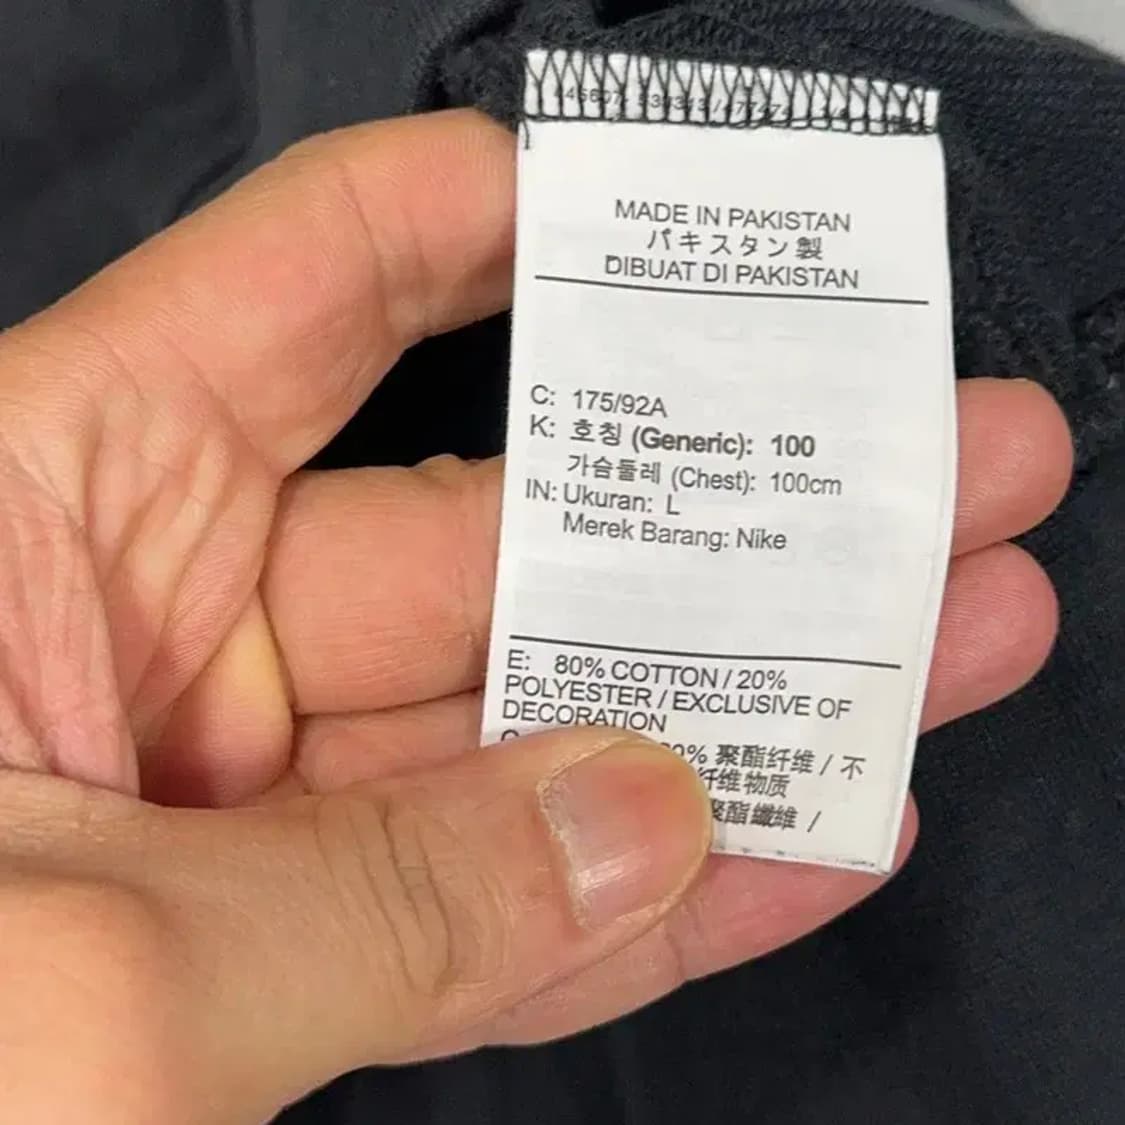 MADE IN PAKISTAN
パキスタン製
DIBUAT DI PAKISTAN
C: 175/92A
K: 호칭 (Generic): 100
가슴둘레 (Chest): 100cm
IN: Ukuran: L
Merek Barang: Nike
E: 80% COTTON / 20%
POLYESTER / EXCLUSIVE OF
DECORATION
聚酯纤维 / 不
纤维物质
聚酯纖維 /